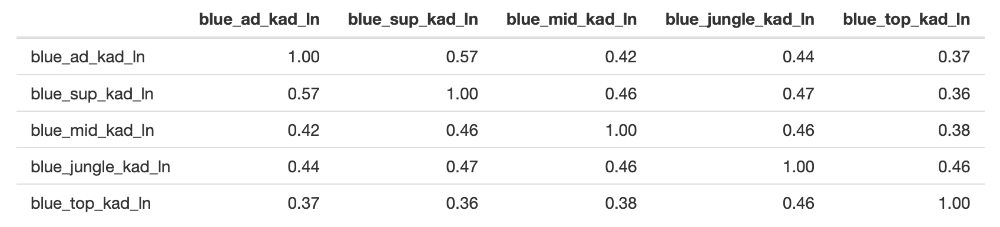 blue_ad_kad_ln blue_sup_kad_ln blue_mid_kad_ln blue_jungle_kad_ln blue_top_kad_ln
blue_ad_kad_ln 1.00 0.57 0.42 0.44 0.37
blue_sup_kad_ln 0.57 1.00 0.46 0.47 0.36
blue_mid_kad_ln 0.42 0.46 1.00 0.46 0.38
blue_jungle_kad_ln 0.44 0.47 0.46 1.00 0.46
blue_top_kad_ln 0.37 0.36 0.38 0.46 1.00